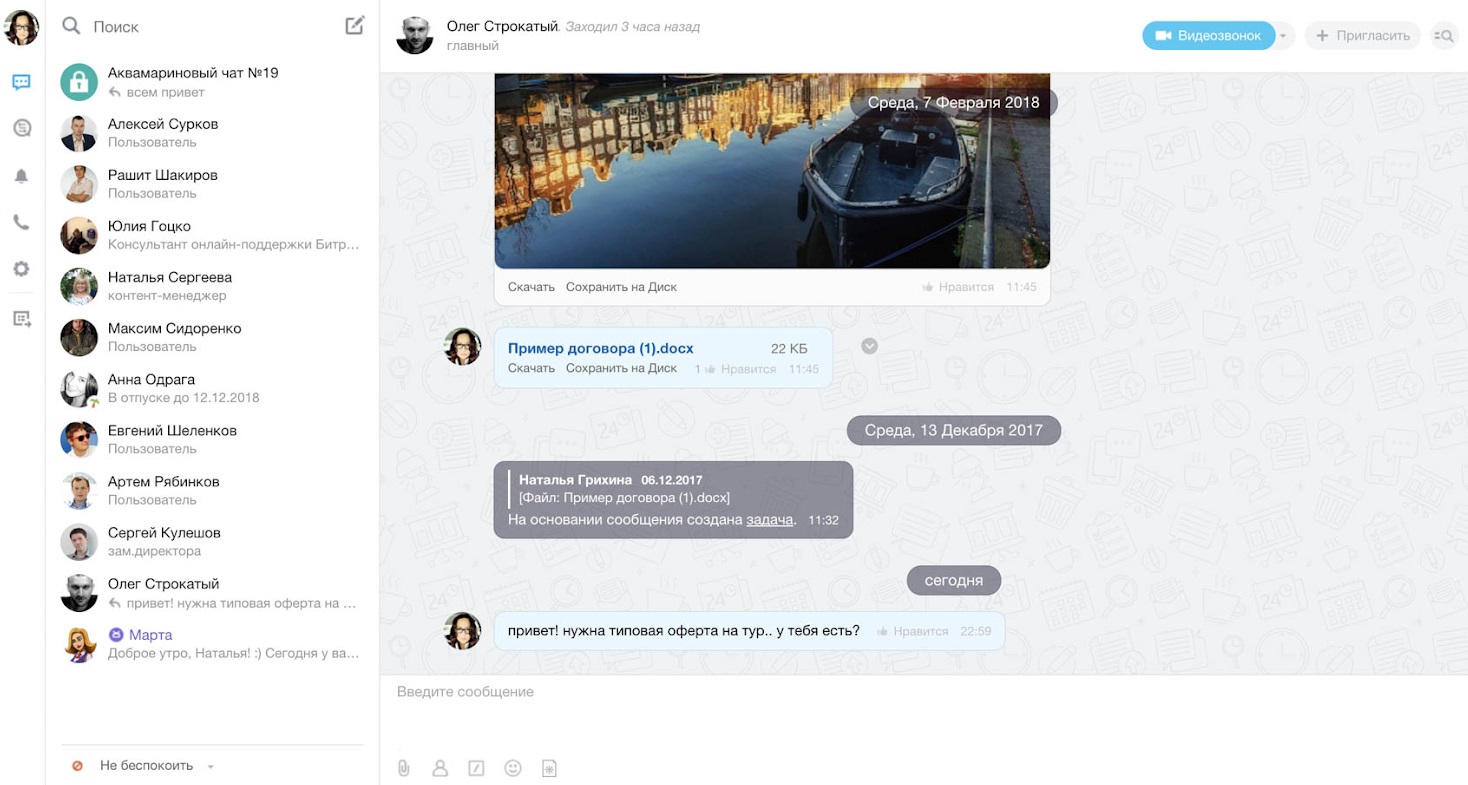 Поиск
Аквамариновый чат №19
всем привет
Алексей Сурков
Пользователь
Рашит Шакиров
Пользователь
Юлия Гоцко
Консультант онлайн-поддержки Битр…
Наталья Сергеева
контент-менеджер
Максим Сидоренко
Пользователь
Анна Одрага
В отпуске до 12.12.2018
Евгений Шеленков
Пользователь
Артем Рябинков
Пользователь
Сергей Кулешов
зам.директора
Олег Строкатый
привет! нужна типовая оферта на …
Марта
Доброе утро, Наталья! :) Сегодня у ва…
Не беспокоить
Олег Строкатый. Заходил 3 часа назад
главный
Видеозвонок
+ Пригласить
Среда, 7 Февраля 2018
Скачать Сохранить на Диск Нравится 11:45
Пример договора (1).docx 22 КБ
Скачать Сохранить на Диск 1 Нравится 11:45
Среда, 13 Декабря 2017
Наталья Грихина 06.12.2017
[Файл: Пример договора (1).docx]
На основании сообщения создана задача. 11:32
сегодня
привет! нужна типовая оферта на тур.. у тебя есть? Нравится 22:59
Введите сообщение